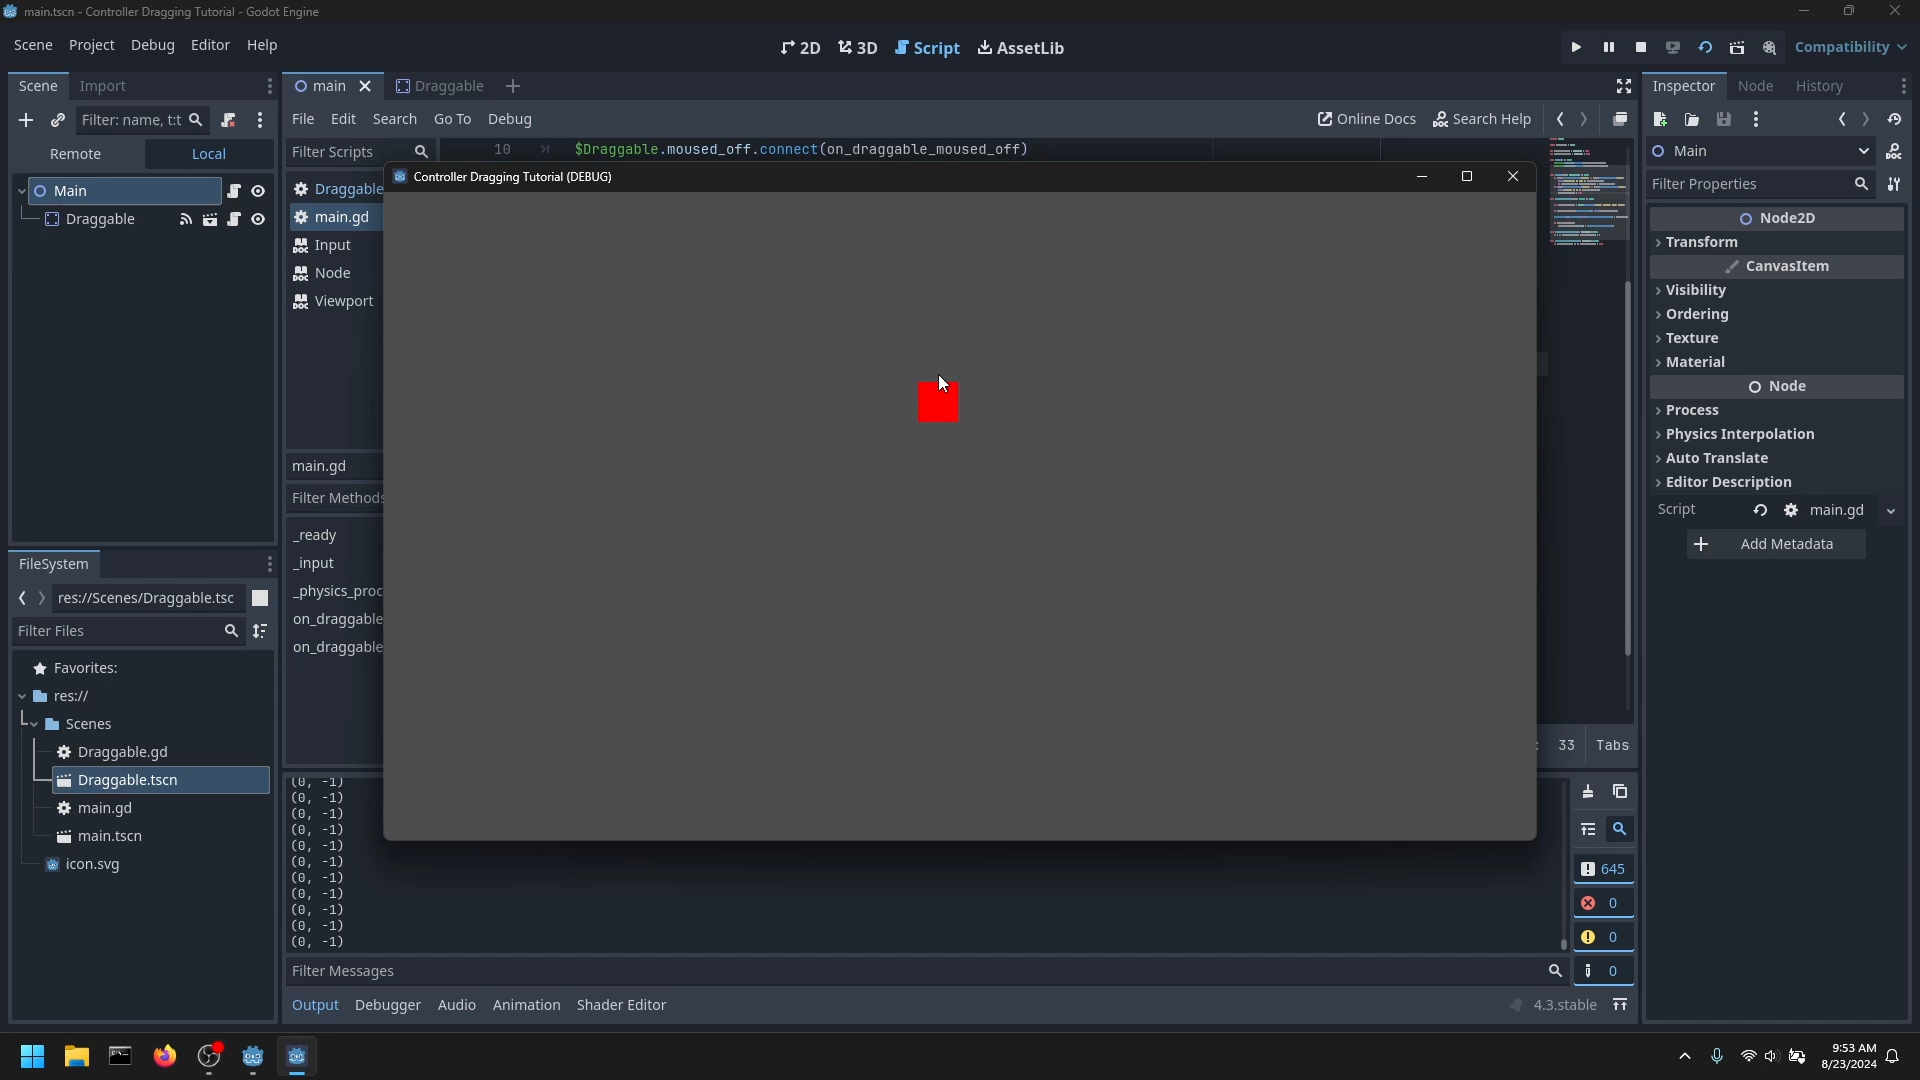 main.tscn - Controller Dragging Tutorial - Godot Engine
Scene Project Debug Editor Help
2D 3D Script AssetLib
Compatibility
Scene Import
main Draggable
Inspector Node History
Filter: name, t:t
File Edit Search Go To Debug
Online Docs Search Help
Remote Local
Filter Scripts
10 $Draggable.moused_off.connect(on_draggable_moused_off)
Main
Controller Dragging Tutorial (DEBUG)
Filter Properties
Main
Draggable
Draggable
main.gd
Input
Node
Viewport
Node2D
Transform
CanvasItem
Visibility
Ordering
Texture
Material
Node
Process
Physics Interpolation
Auto Translate
Editor Description
Script main.gd
Add Metadata
main.gd
Filter Methods
_ready
_input
_physics_proc
on_draggable
on_draggable
FileSystem
res://Scenes/Draggable.tsc
Filter Files
Favorites:
res://
Scenes
Draggable.gd
Draggable.tscn
main.gd
main.tscn
icon.svg
: 33 Tabs
(0, -1)
(0, -1)
(0, -1)
(0, -1)
(0, -1)
(0, -1)
(0, -1)
(0, -1)
(0, -1)
(0, -1)
(0, -1)
645
0
0
0
Filter Messages
Output Debugger Audio Animation Shader Editor
4.3.stable
9:53 AM
8/23/2024